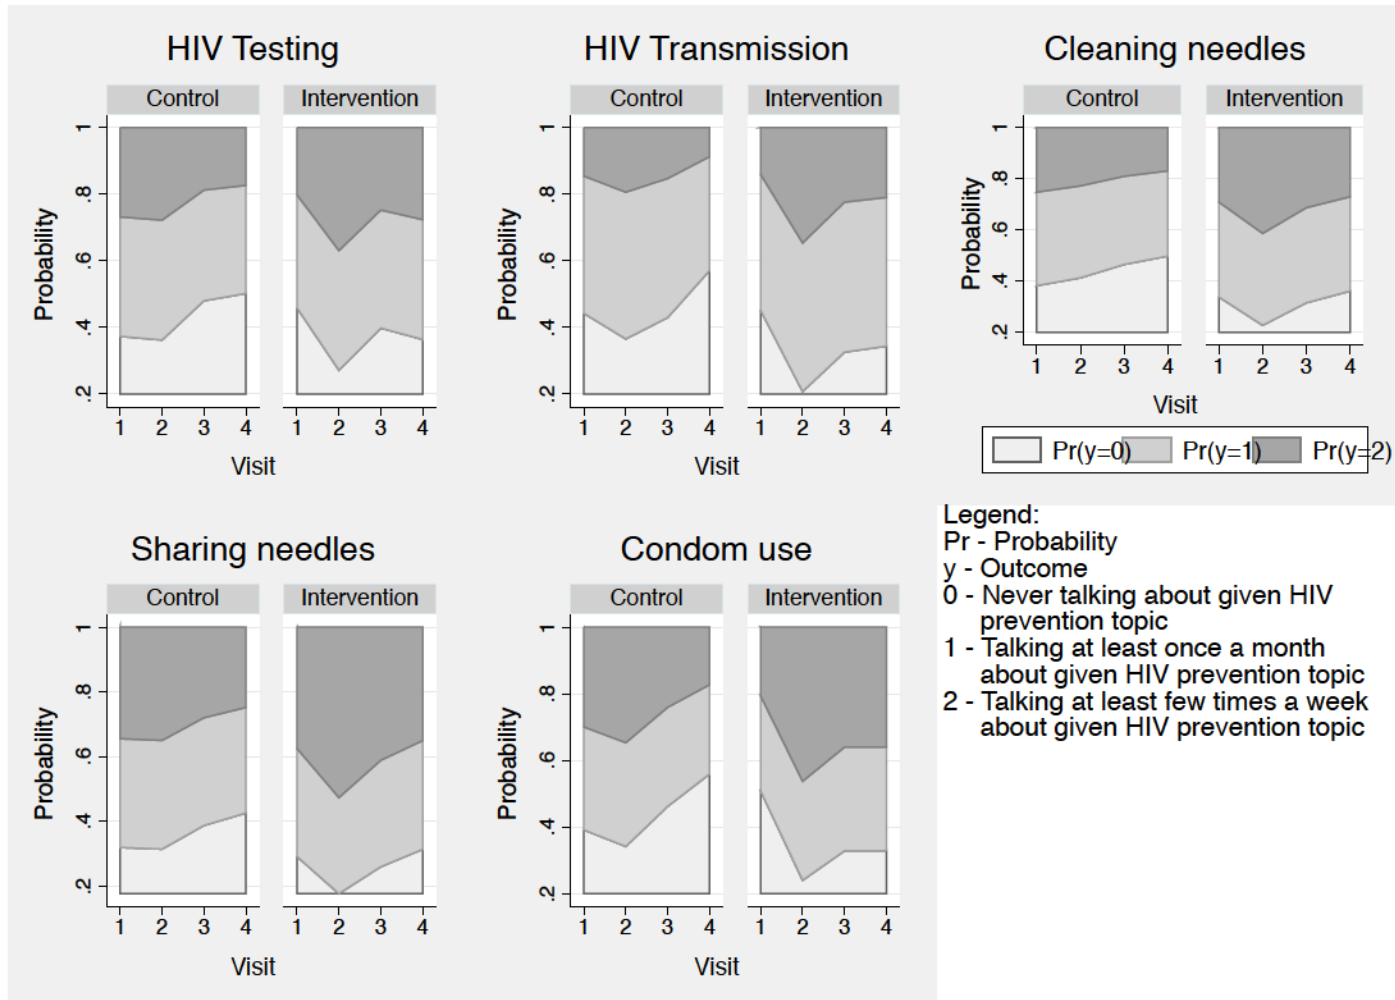 HIV Testing
Control
Intervention
Probability
1
.8
.6
.4
.2
1 2 3 4
1 2 3 4
Visit
HIV Transmission
Control
Intervention
Probability
1
.8
.6
.4
.2
1 2 3 4
1 2 3 4
Visit
Cleaning needles
Control
Intervention
Probability
1
.8
.6
.4
.2
1 2 3 4
1 2 3 4
Visit
Pr(y=0) Pr(y=1) Pr(y=2)
Sharing needles
Control
Intervention
Probability
1
.8
.6
.4
.2
1 2 3 4
1 2 3 4
Visit
Condom use
Control
Intervention
Probability
1
.8
.6
.4
.2
1 2 3 4
1 2 3 4
Visit
Legend:
Pr - Probability
y - Outcome
0 - Never talking about given HIV
prevention topic
1 - Talking at least once a month
about given HIV prevention topic
2 - Talking at least few times a week
about given HIV prevention topic